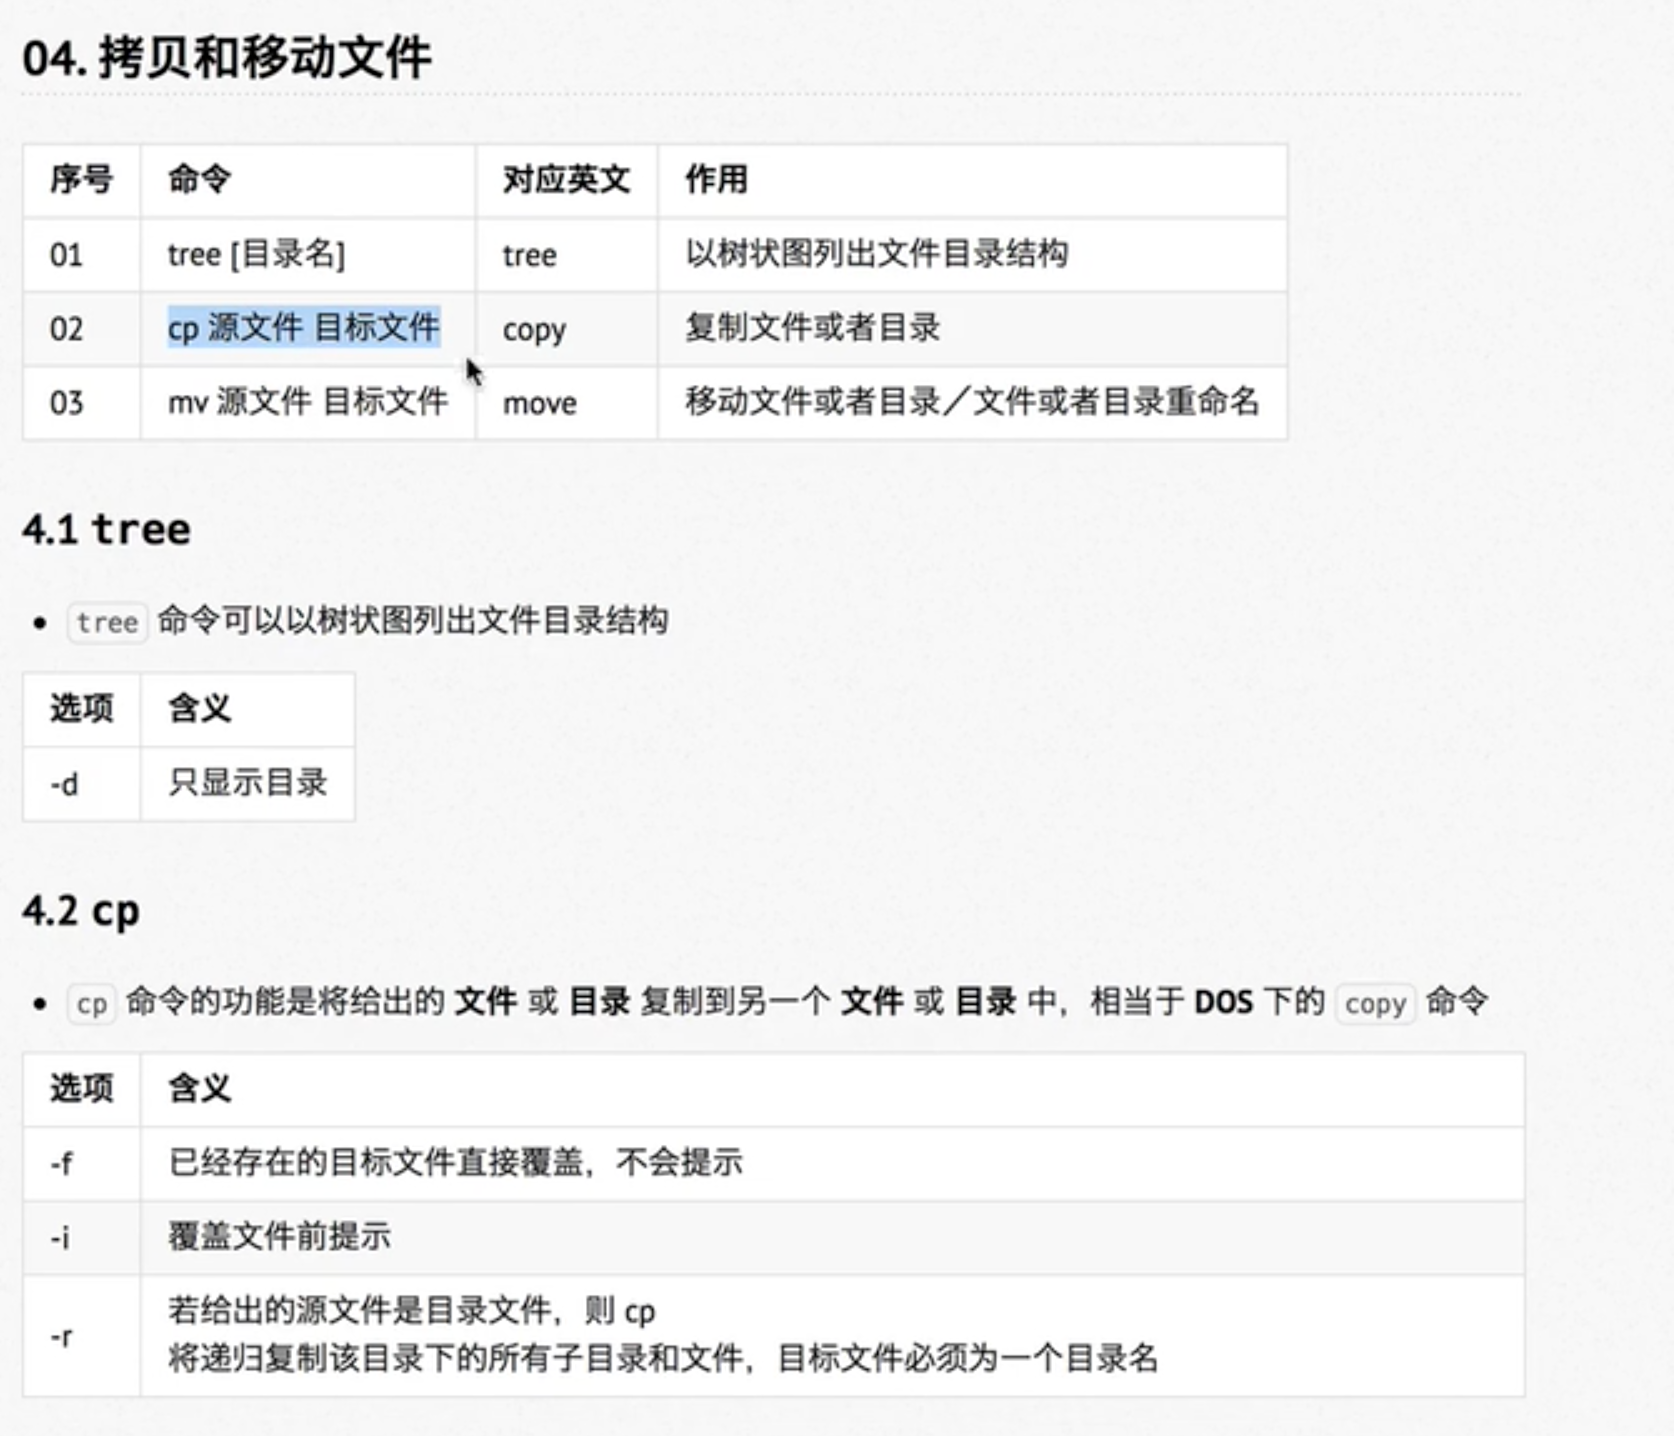 04. 拷贝和移动文件
序号 命令 对应英文 作用
01 tree [目录名] tree 以树状图列出文件目录结构
02 cp 源文件 目标文件 copy 复制文件或者目录
03 mv 源文件 目标文件 move 移动文件或者目录／文件或者目录重命名
4.1 tree
• tree 命令可以以树状图列出文件目录结构
选项 含义
-d 只显示目录
4.2 cp
• cp 命令的功能是将给出的 文件 或 目录 复制到另一个 文件 或 目录 中，相当于 DOS 下的 copy 命令
选项 含义
-f 已经存在的目标文件直接覆盖，不会提示
-i 覆盖文件前提示
-r 若给出的源文件是目录文件，则 cp
将递归复制该目录下的所有子目录和文件，目标文件必须为一个目录名